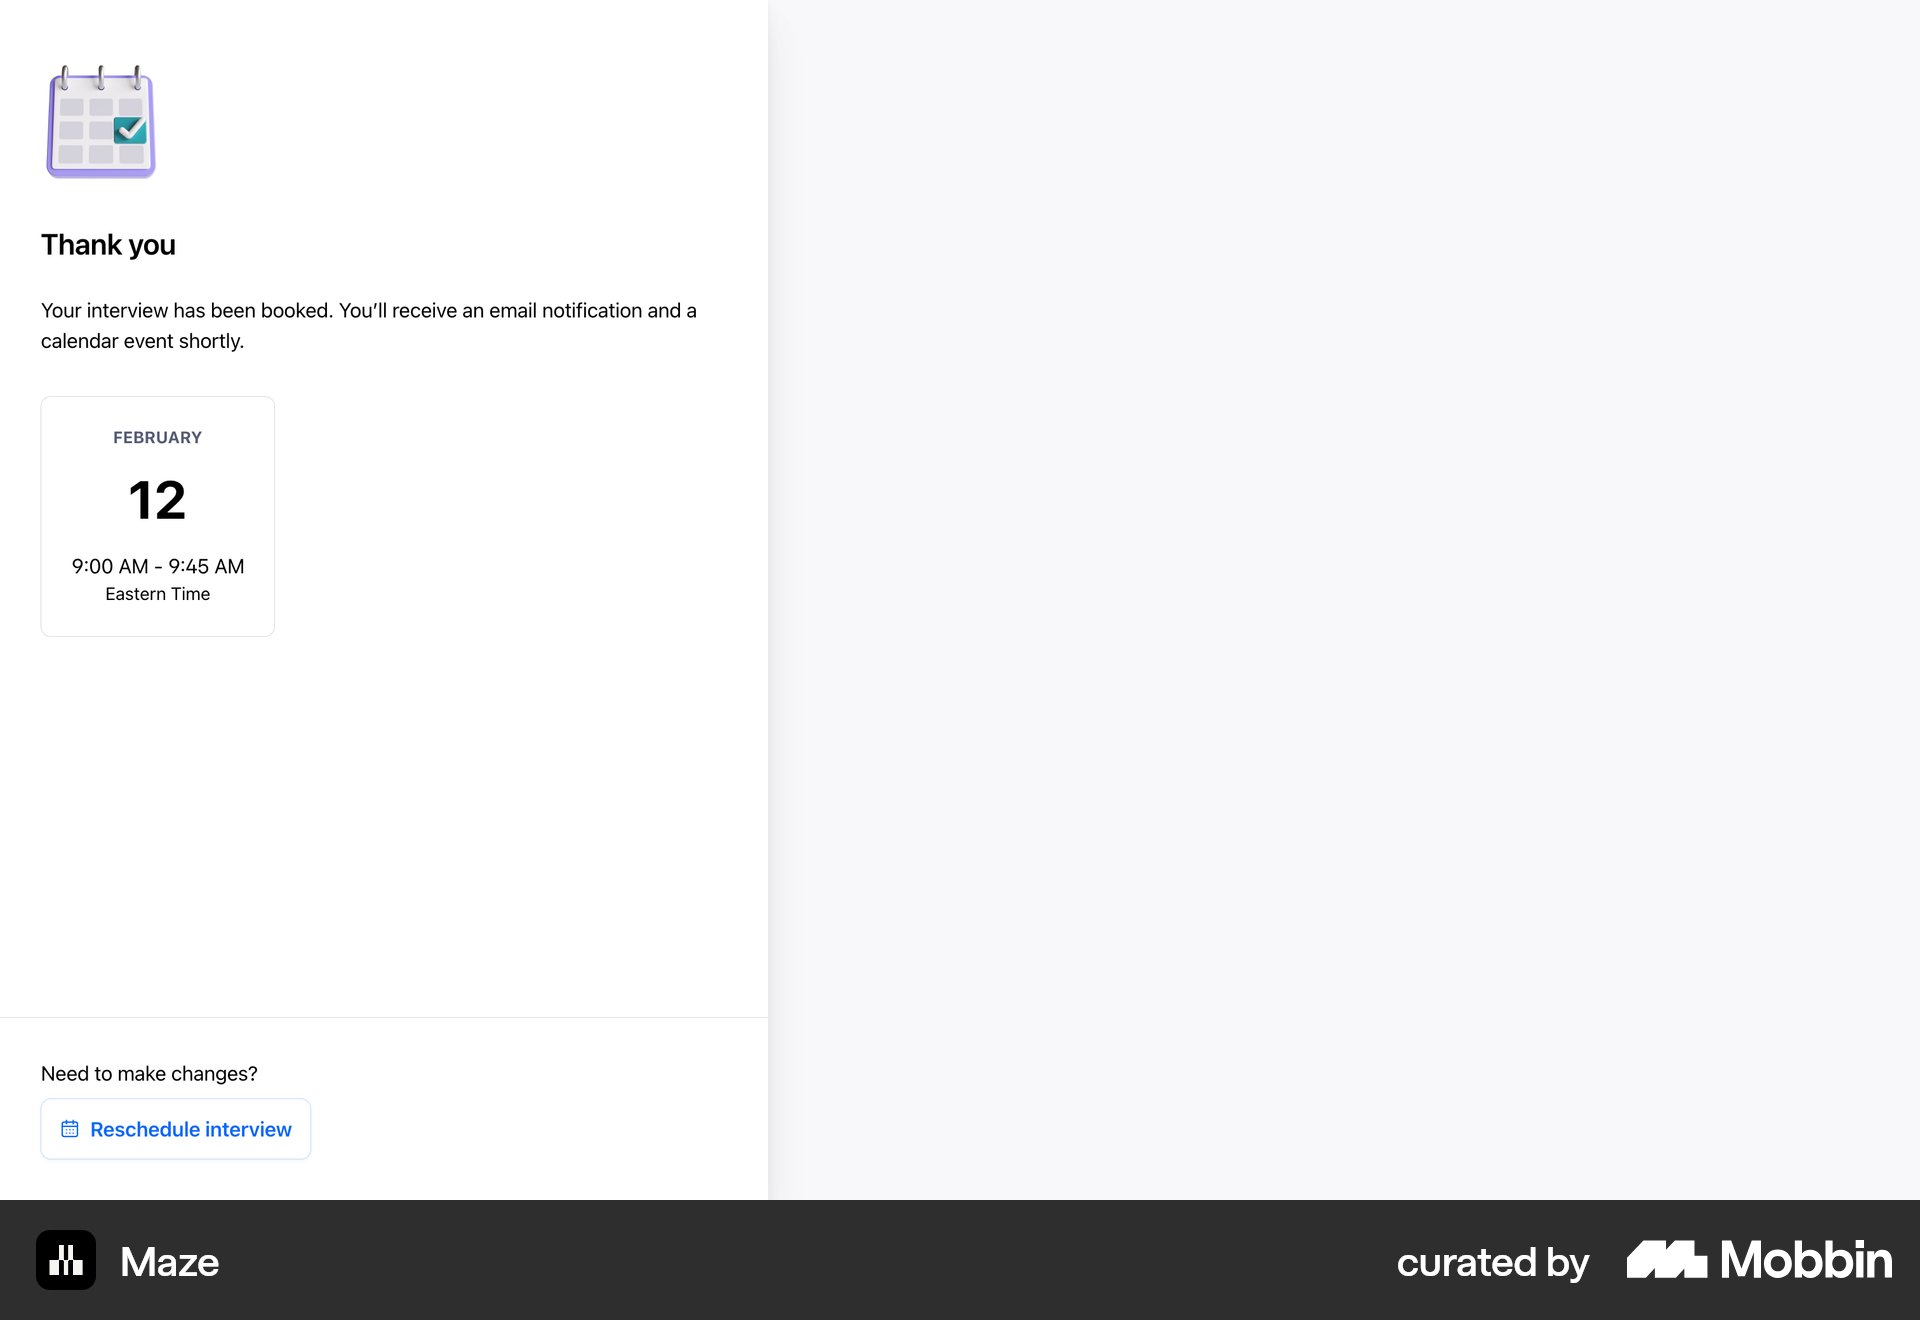 Thank you
Your interview has been booked. You’ll receive an email notification and a
calendar event shortly.
FEBRUARY
12
9:00 AM - 9:45 AM
Eastern Time
Need to make changes?
Reschedule interview
Maze
curated by Mobbin